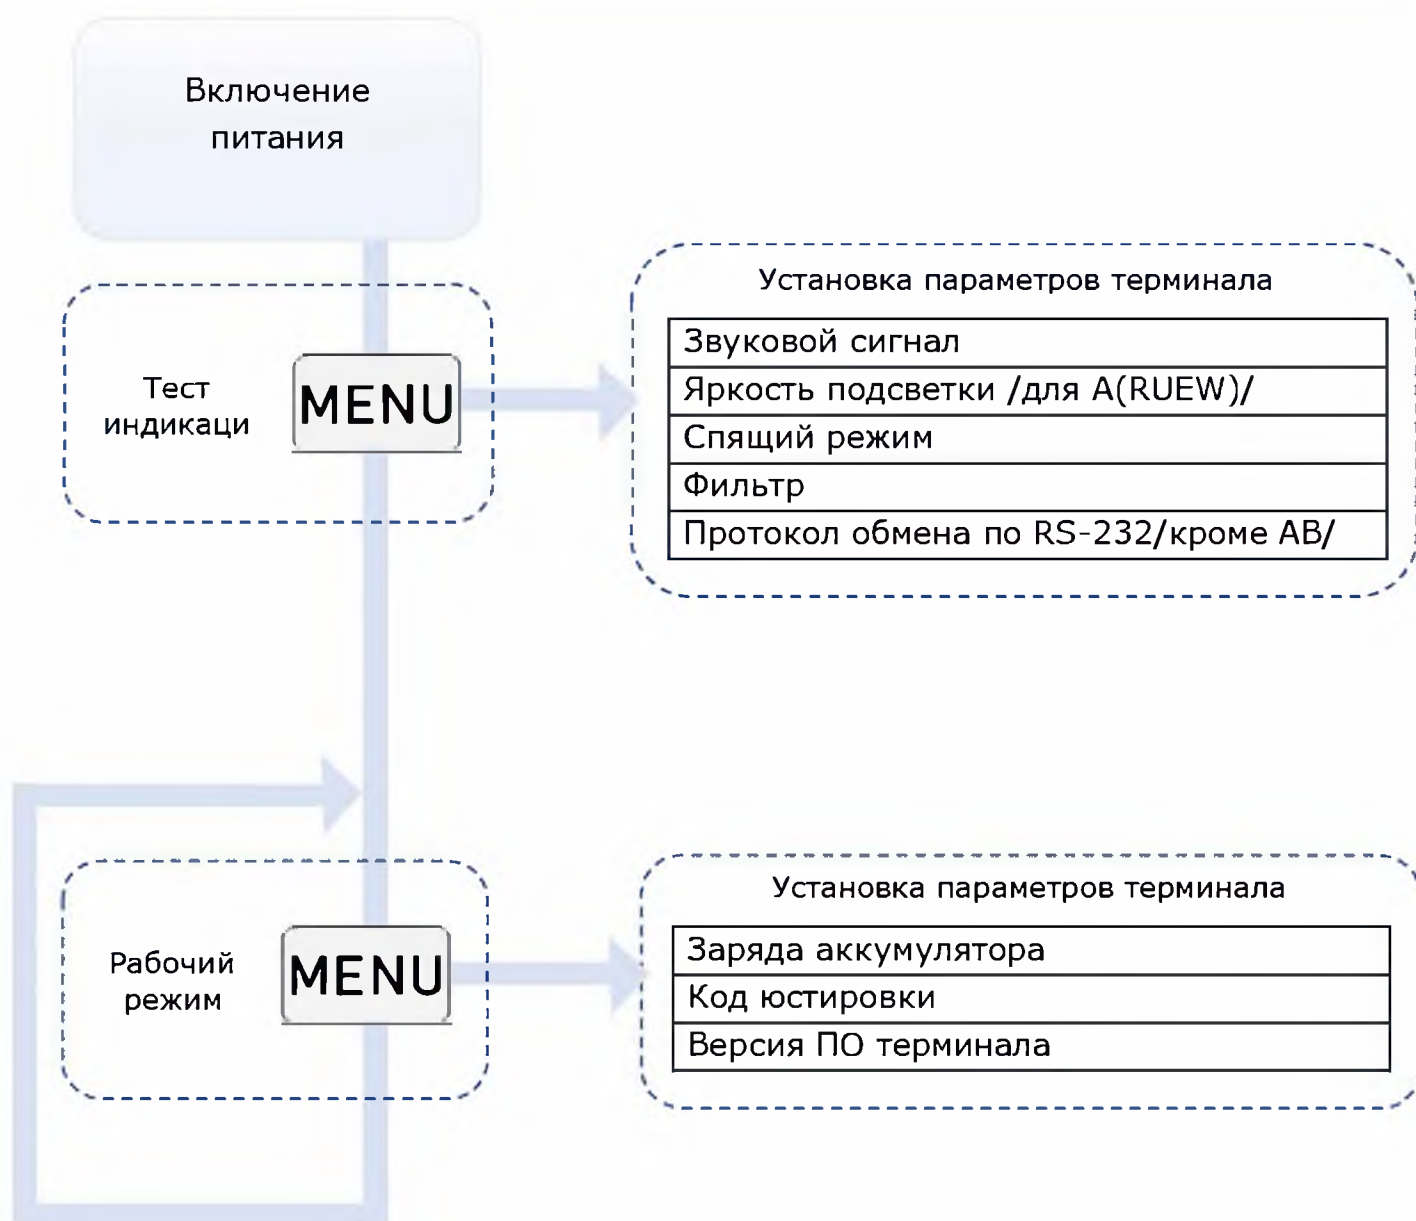 Включение
питания
Тест
индикаци
MENU
Установка параметров терминала
Звуковой сигнал
Яркость подсветки /для A(RUEW)/
Спящий режим
Фильтр
Протокол обмена по RS-232/кроме АВ/
Рабочий
режим
MENU
Установка параметров терминала
Заряда аккумулятора
Код юстировки
Версия ПО терминала